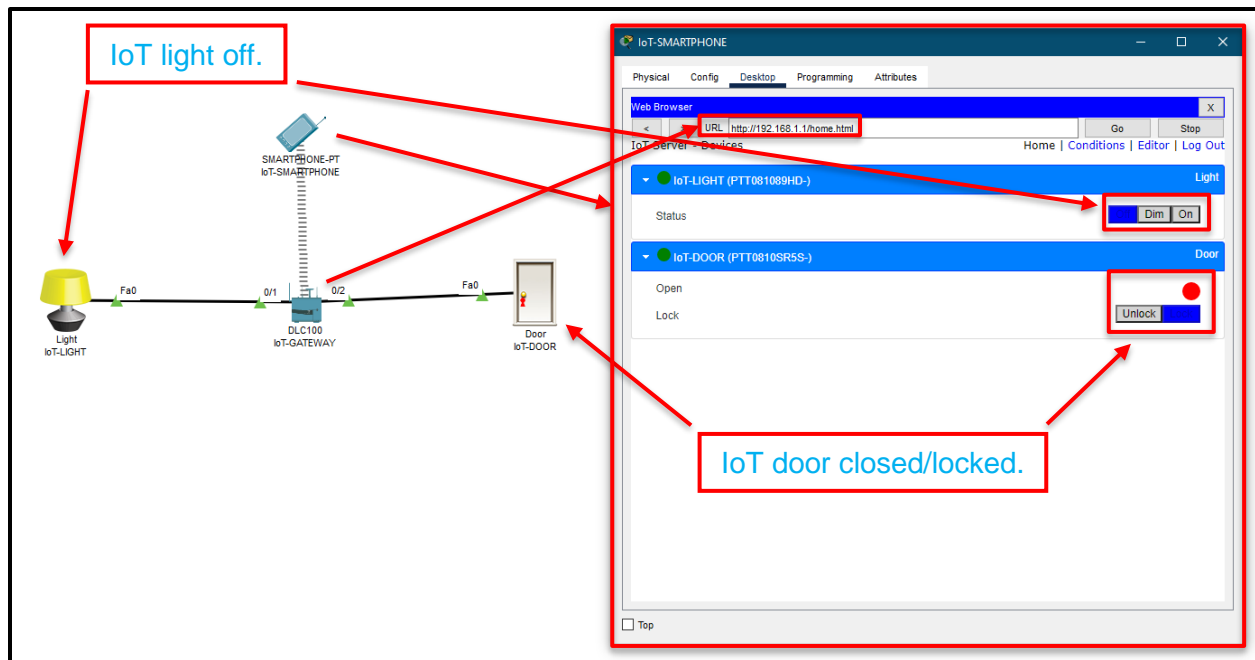 IoT light off.
SMARTPHONE-PT
IoT-SMARTPHONE
Fa0
0/1
0/2
Fa0
Light
IoT-LIGHT
DLC100
IoT-GATEWAY
Door
IoT-DOOR
IoT-SMARTPHONE
Physical Config Desktop Programming Attributes
Web Browser X
< URL http://192.168.1.1/home.html Go Stop
IoT Server - Devices Home | Conditions | Editor | Log Out
IoT-LIGHT (PTT081089HD-) Light
Status Dim On
IoT-DOOR (PTT0810SR5S-) Door
Open
Lock Unlock
IoT door closed/locked.
Top